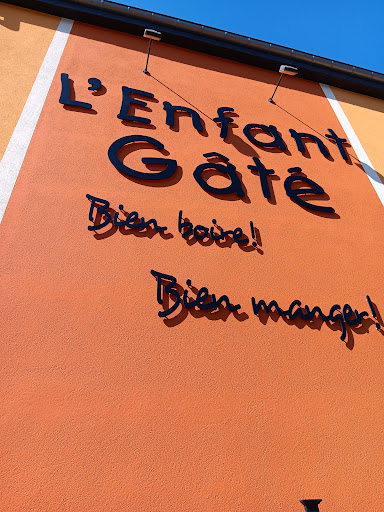 L'Enfant
Gâté
Bien boire!
Bien manger!